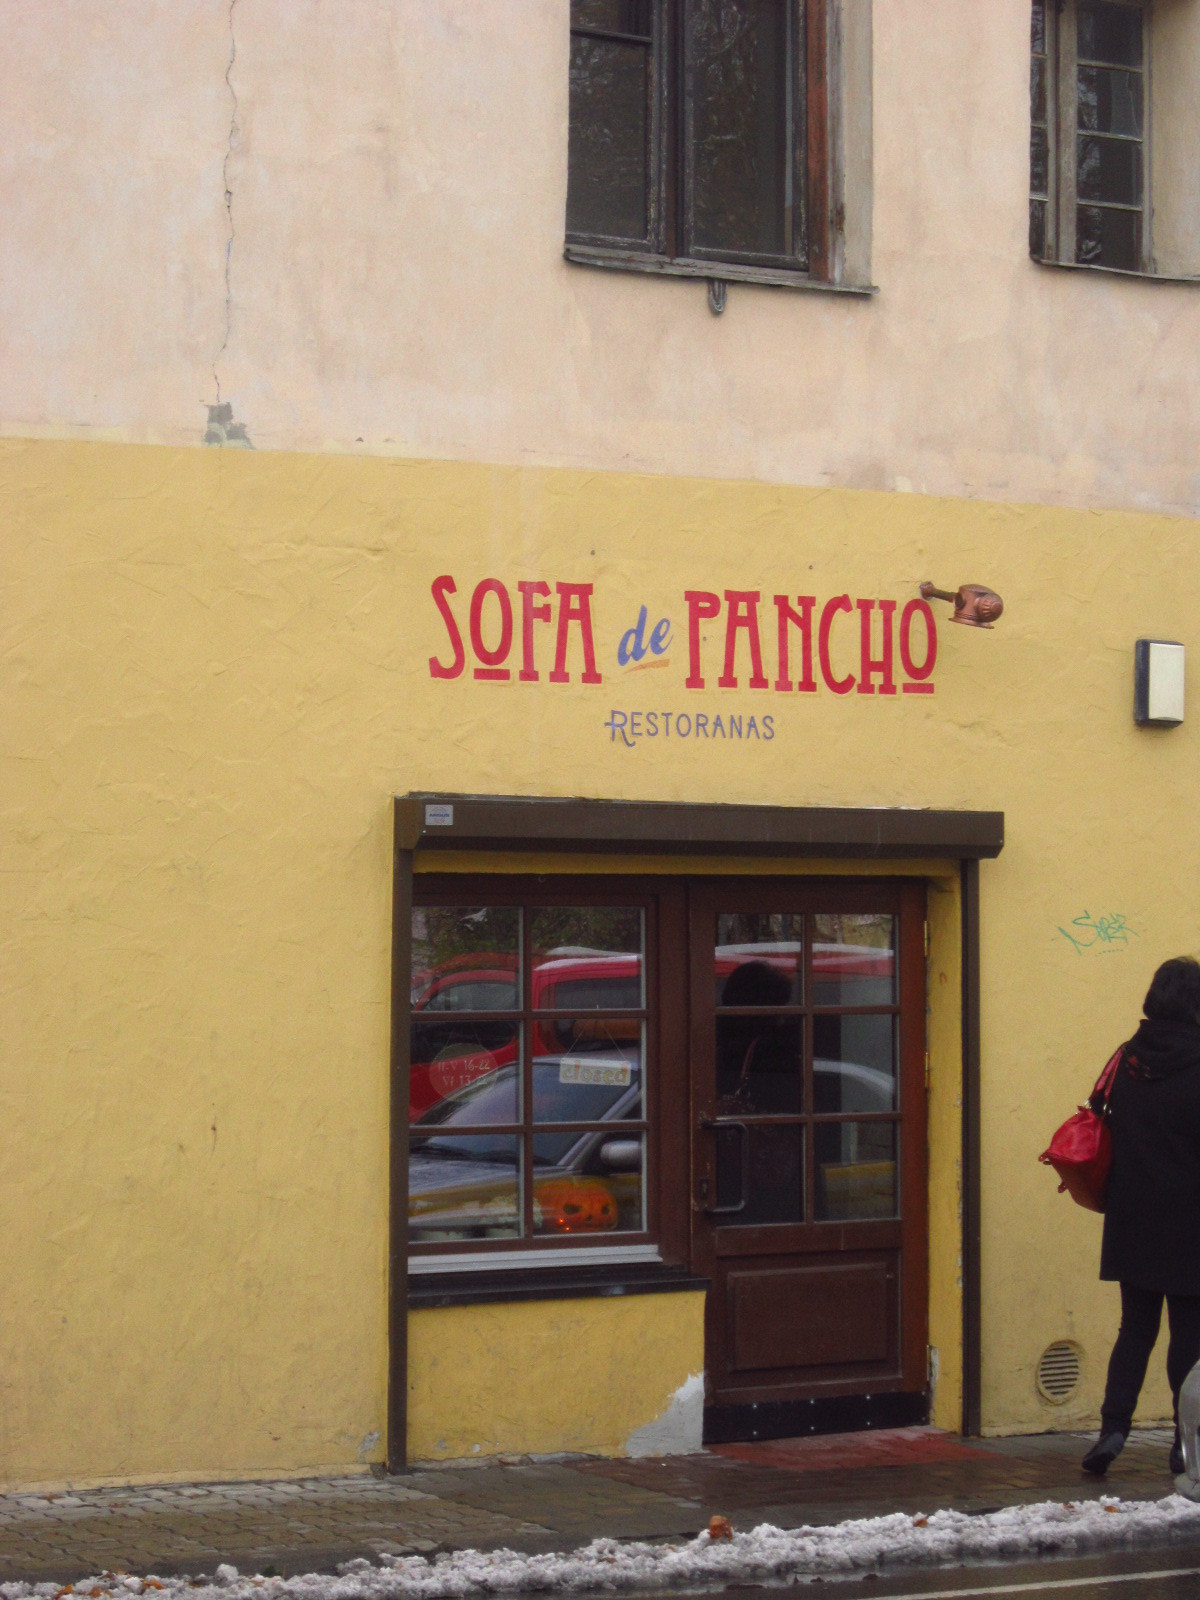 SOFA de PANCHO
RESTORANAS
closed